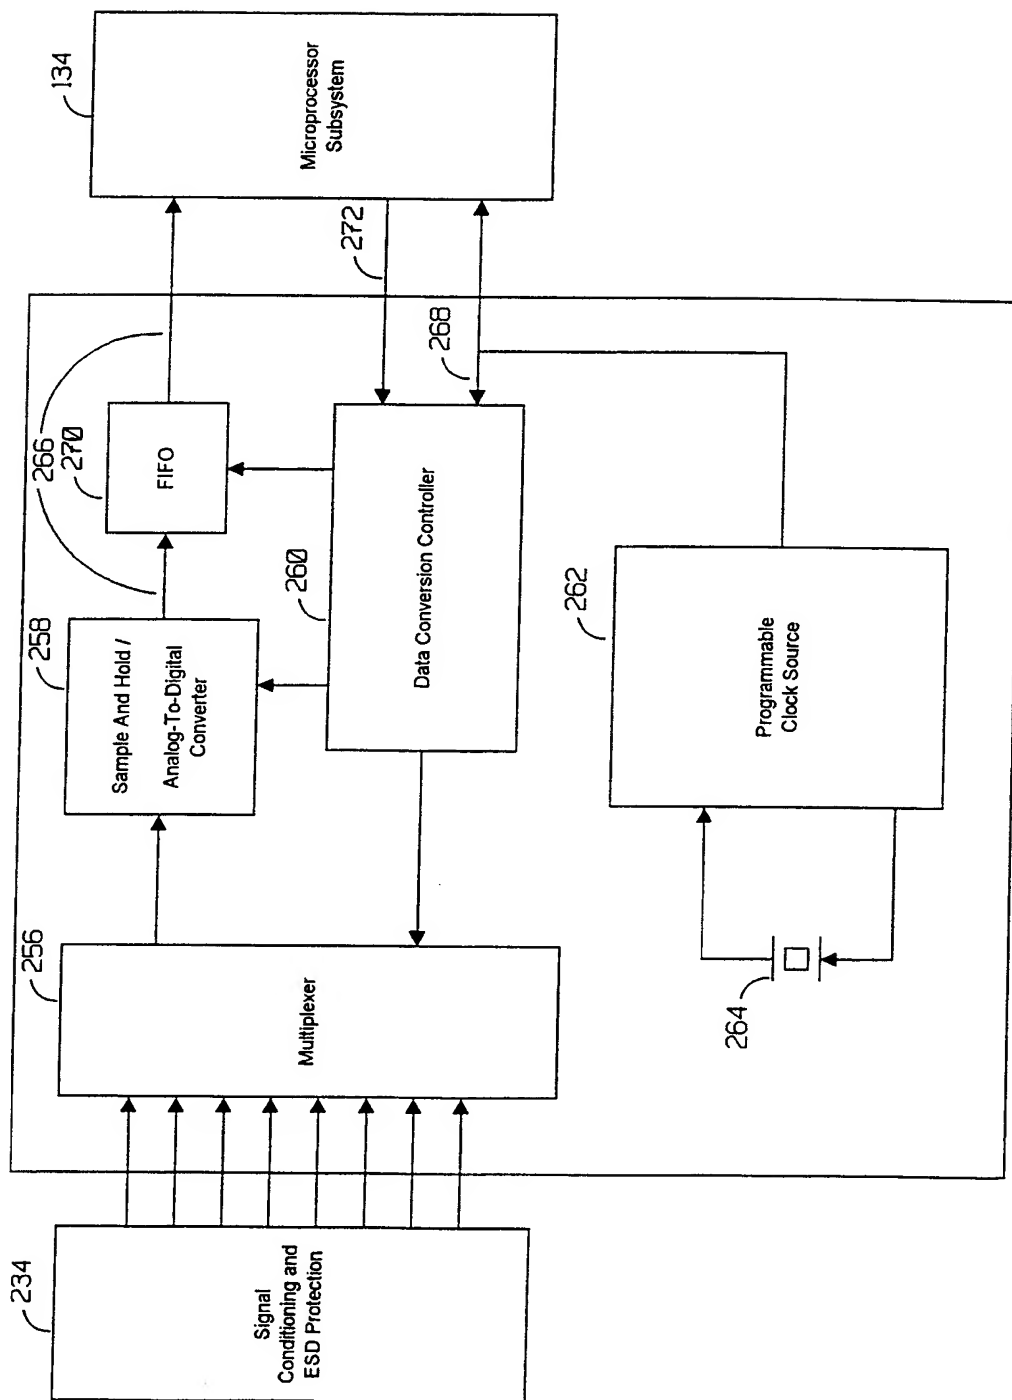 234
Signal
Conditioning and
ESD Protection
256
Multiplexer
258
Sample And Hold /
Analog-To-Digital
Converter
266
270
FIFO
260
Data Conversion Controller
272
268
134
Microprocessor
Subsystem
262
Programmable
Clock Source
264